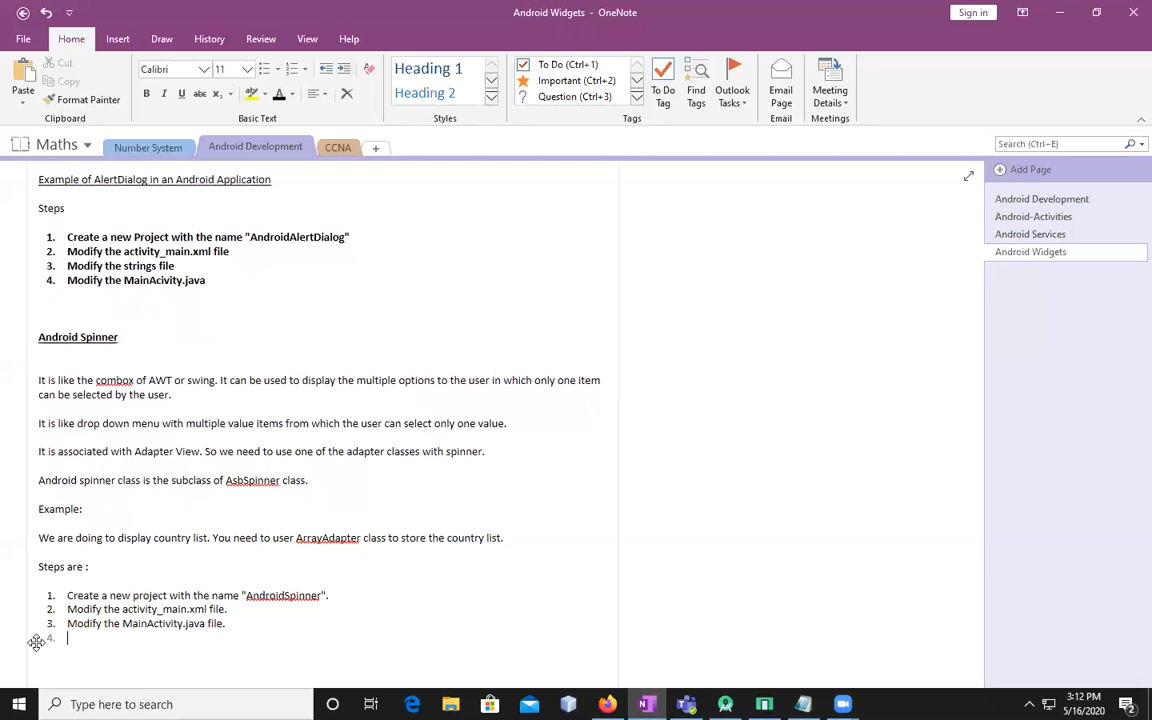 Android Widgets - OneNote
Sign in
File Home Insert Draw History Review View Help
Paste
Cut
Copy
Format Painter
Clipboard
Calibri 11
B I U abc x₂ A
Basic Text
Heading 1
Heading 2
Styles
To Do (Ctrl+1)
Important (Ctrl+2)
Question (Ctrl+3)
To Do Tag
Find Tags
Outlook Tasks
Tags
Email Page
Email
Meeting Details
Meetings
Maths
Number System
Android Development
CCNA
Search (Ctrl+E)
Add Page
Android Development
Android-Activities
Android Services
Android Widgets
Example of AlertDialog in an Android Application
Steps
1. Create a new Project with the name "AndroidAlertDialog"
2. Modify the activity_main.xml file
3. Modify the strings file
4. Modify the MainAcivity.java
Android Spinner
It is like the combox of AWT or swing. It can be used to display the multiple options to the user in which only one item
can be selected by the user.
It is like drop down menu with multiple value items from which the user can select only one value.
It is associated with Adapter View. So we need to use one of the adapter classes with spinner.
Android spinner class is the subclass of AsbSpinner class.
Example:
We are doing to display country list. You need to user ArrayAdapter class to store the country list.
Steps are :
1. Create a new project with the name "AndroidSpinner".
2. Modify the activity_main.xml file.
3. Modify the MainActivity.java file.
4.
Type here to search
3:12 PM
5/16/2020
2